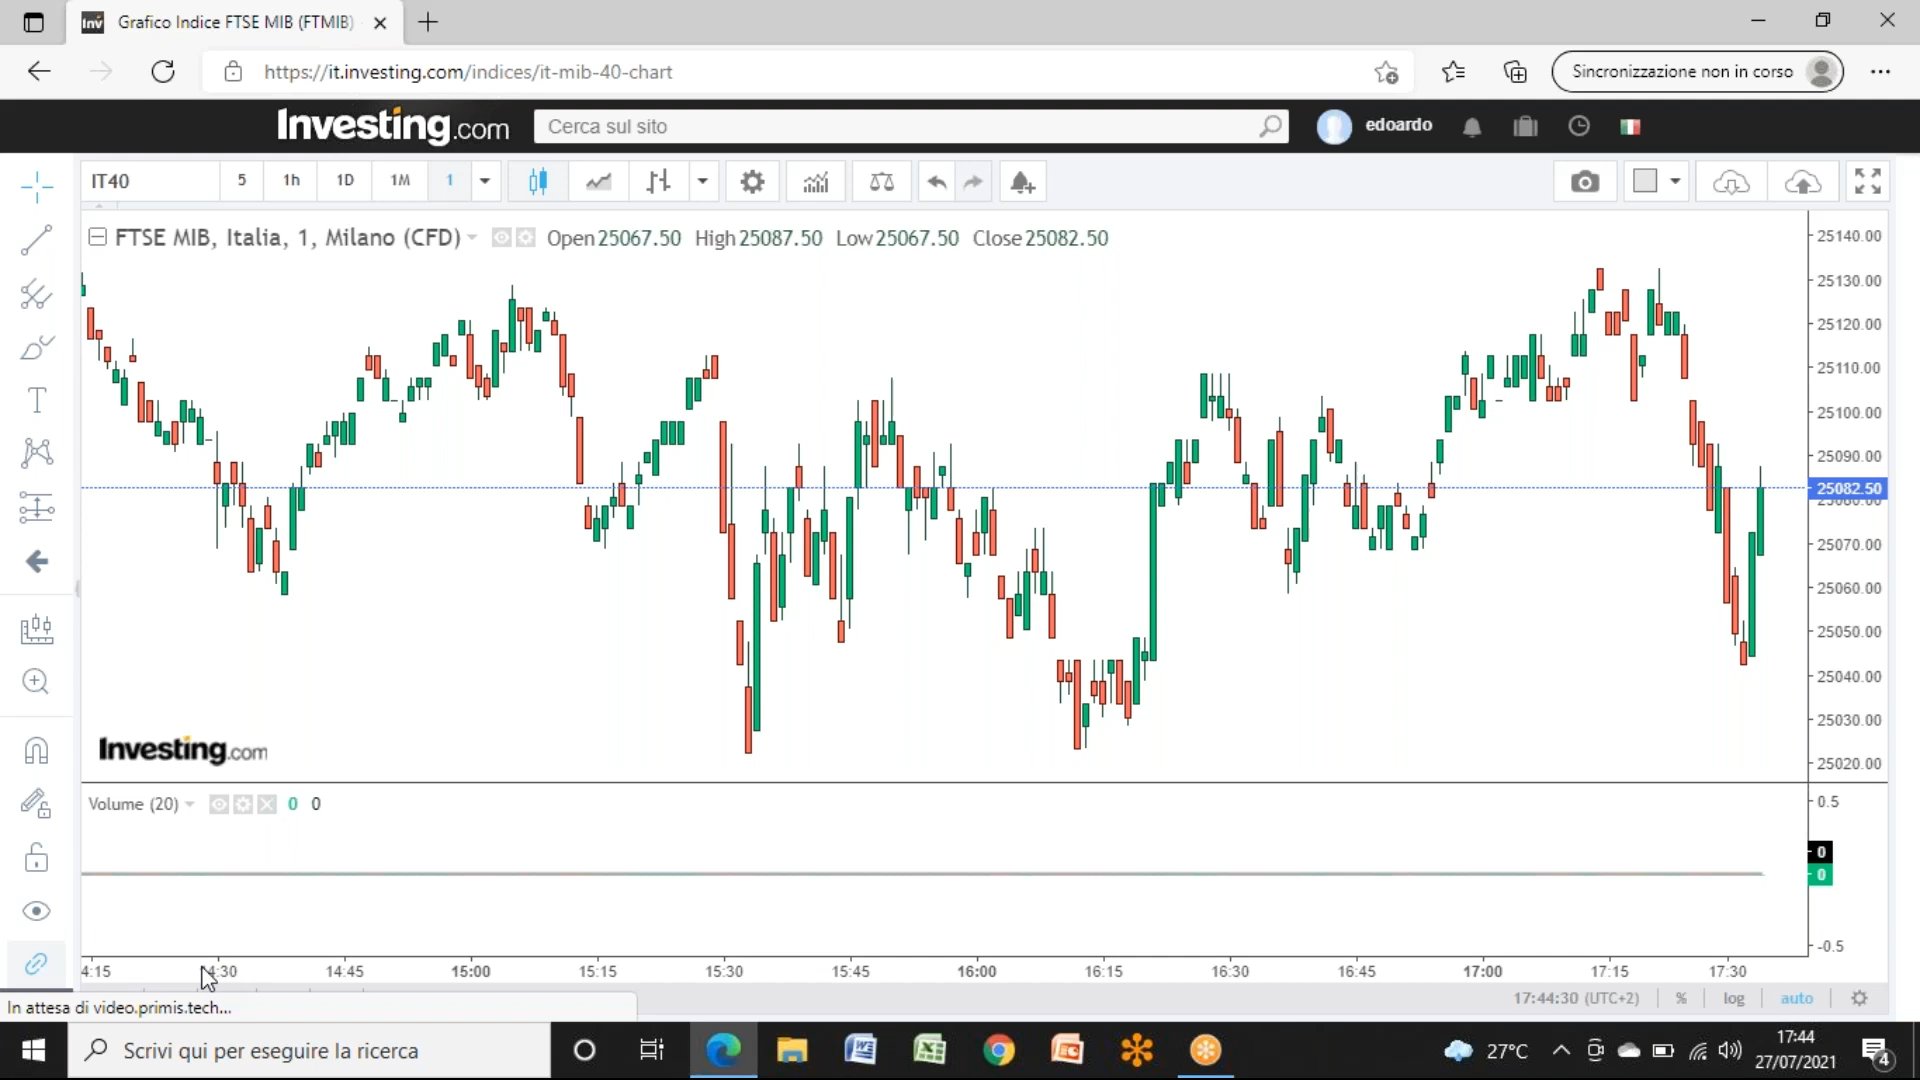 Inv Grafico Indice FTSE MIB (FTMIB)
https://it.investing.com/indices/it-mib-40-chart
Sincronizzazione non in corso
Investing.com
Cerca sul sito
edoardo
IT40 5 1h 1D 1M 1
FTSE MIB, Italia, 1, Milano (CFD) Open 25067.50 High 25087.50 Low 25067.50 Close 25082.50
25140.00
25130.00
25120.00
25110.00
25100.00
25090.00
25082.50
25070.00
25060.00
25050.00
25040.00
25030.00
25020.00
Investing.com
Volume (20) 0 0
0.5
0
0
-0.5
4:15 4:30 14:45 15:00 15:15 15:30 15:45 16:00 16:15 16:30 16:45 17:00 17:15 17:30
17:44:30 (UTC+2) % log auto
In attesa di video.primis.tech...
Scrivi qui per eseguire la ricerca
27°C
17:44
27/07/2021
4